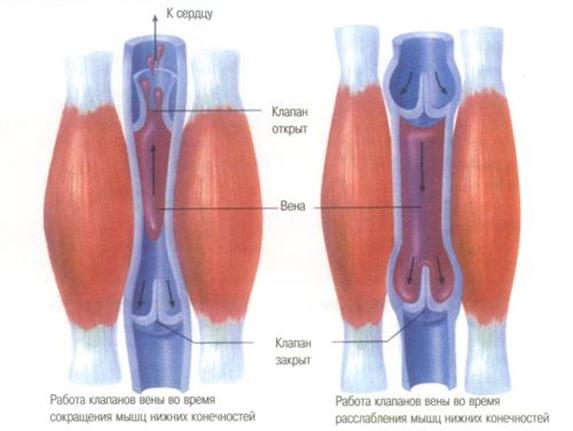 К сердцу
Клапан
открыт
Вена
Клапан
закрыт
Работа клапанов вены во время
сокращения мышц нижних конечностей
Работа клапанов вены во время
расслабления мышц нижних конечностей